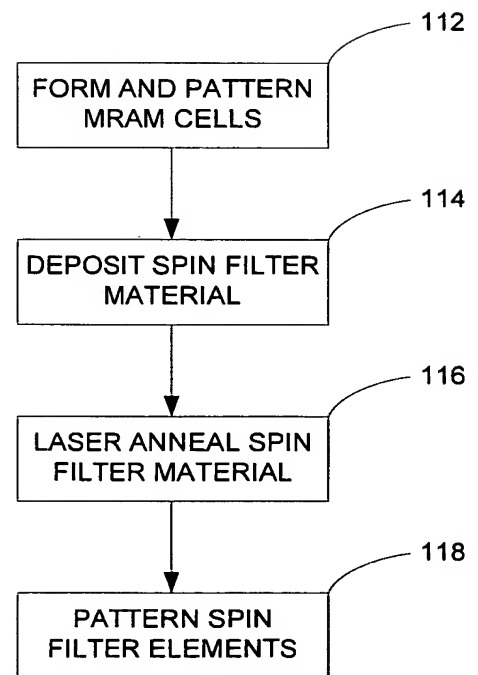 112
FORM AND PATTERN
MRAM CELLS
114
DEPOSIT SPIN FILTER
MATERIAL
116
LASER ANNEAL SPIN
FILTER MATERIAL
118
PATTERN SPIN
FILTER ELEMENTS